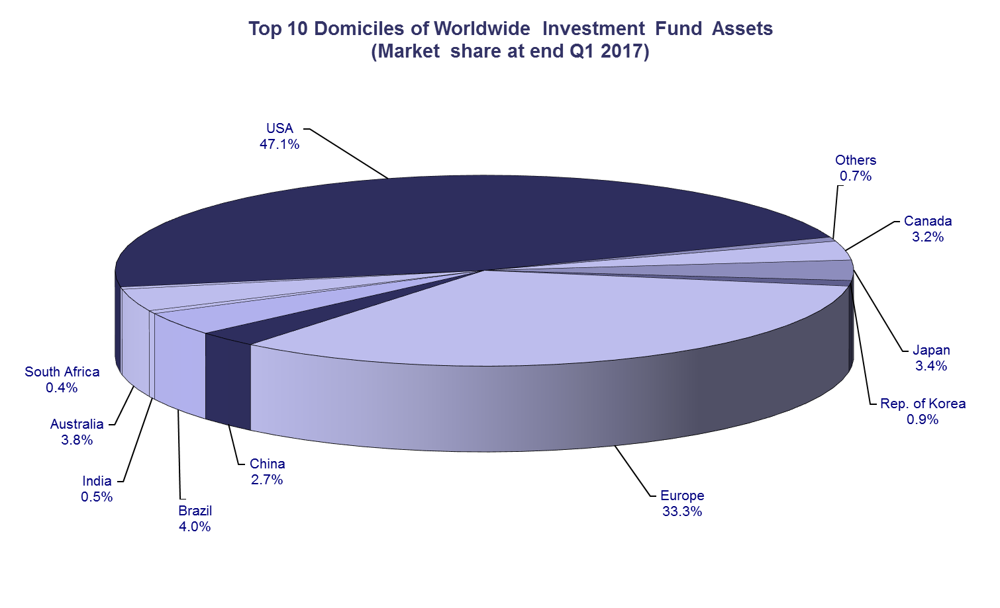 Top 10 Domiciles of Worldwide Investment Fund Assets
(Market share at end Q1 2017)
USA
47.1%
Others
0.7%
Canada
3.2%
Japan
3.4%
Rep. of Korea
0.9%
Europe
33.3%
China
2.7%
Brazil
4.0%
India
0.5%
Australia
3.8%
South Africa
0.4%